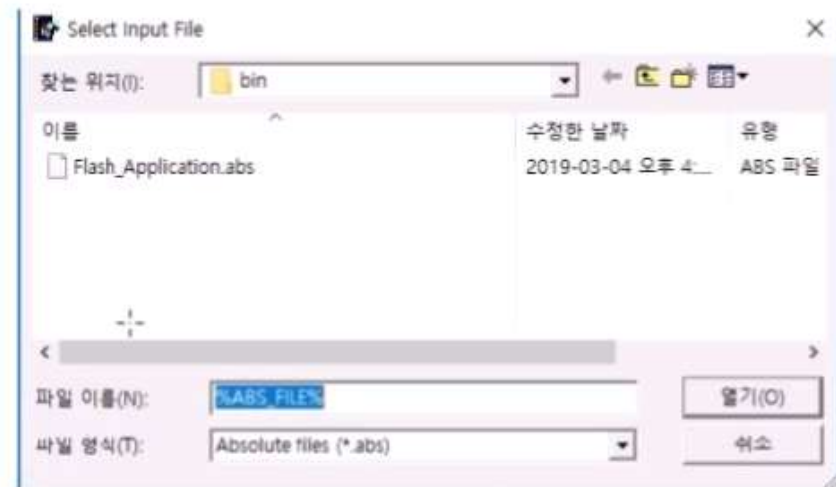 Select Input File
찾는 위치(I): bin
이름 수정한 날짜 유형
Flash_Application.abs 2019-03-04 오후 4:... ABS 파일
파일 이름(N): %ABS_FILE% 열기(O)
파일 형식(T): Absolute files (*.abs) 취소